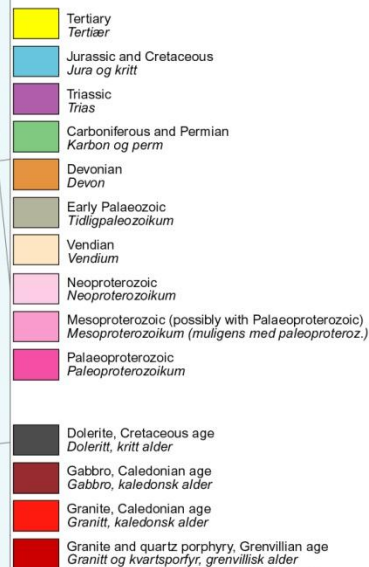 Tertiary
Tertiær
Jurassic and Cretaceous
Jura og kritt
Triassic
Trias
Carboniferous and Permian
Karbon og perm
Devonian
Devon
Early Palaeozoic
Tidligpaleozoikum
Vendian
Vendium
Neoproterozoic
Neoproterozoikum
Mesoproterozoic (possibly with Palaeoproterozoic)
Mesoproterozoikum (muligens med paleoproteroz.)
Palaeoproterozoic
Paleoproterozoikum
Dolerite, Cretaceous age
Doleritt, kritt alder
Gabbro, Caledonian age
Gabbro, kaledonsk alder
Granite, Caledonian age
Granitt, kaledonsk alder
Granite and quartz porphyry, Grenvillian age
Granitt og kvartsporfyr, grenvillisk alder